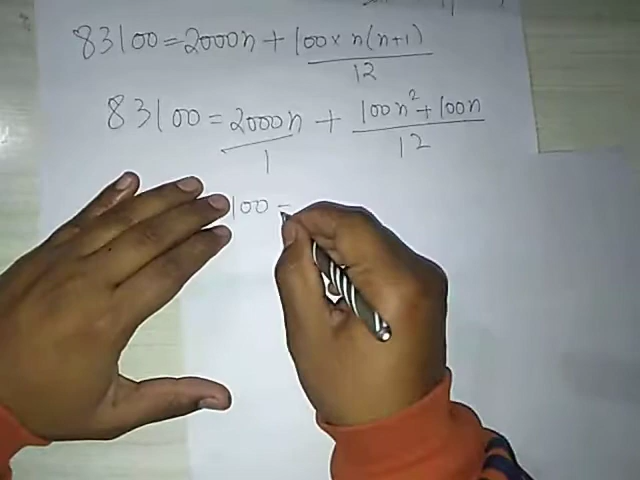 83100 = 2000n + 100 × n(n+1) / 12
83100 = 2000n / 1 + 100n² + 100n / 12
100 =